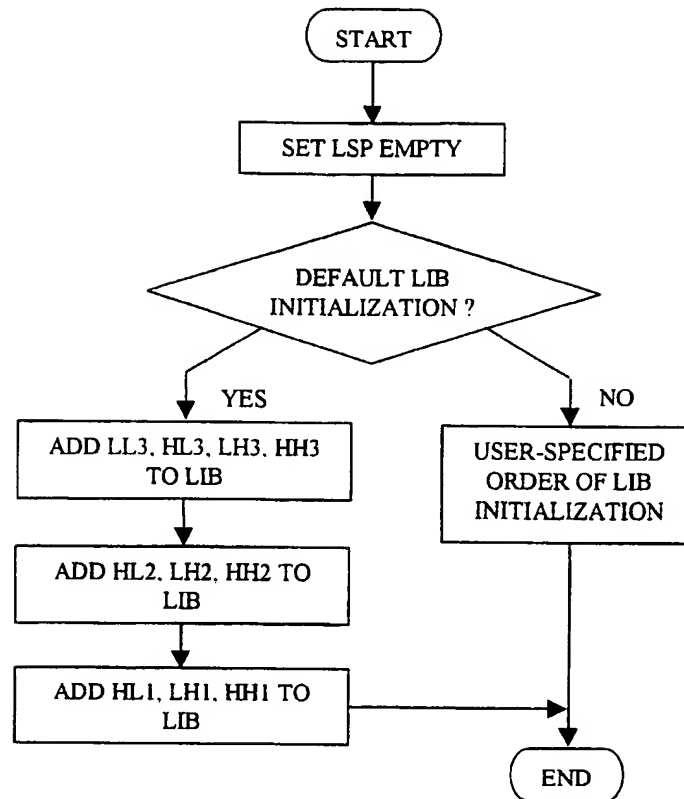 START
SET LSP EMPTY
DEFAULT LIB
INITIALIZATION ?
YES
NO
ADD LL3, HL3, LH3, HH3
TO LIB
USER-SPECIFIED
ORDER OF LIB
INITIALIZATION
ADD HL2, LH2, HH2 TO
LIB
ADD HL1, LH1, HH1 TO
LIB
END